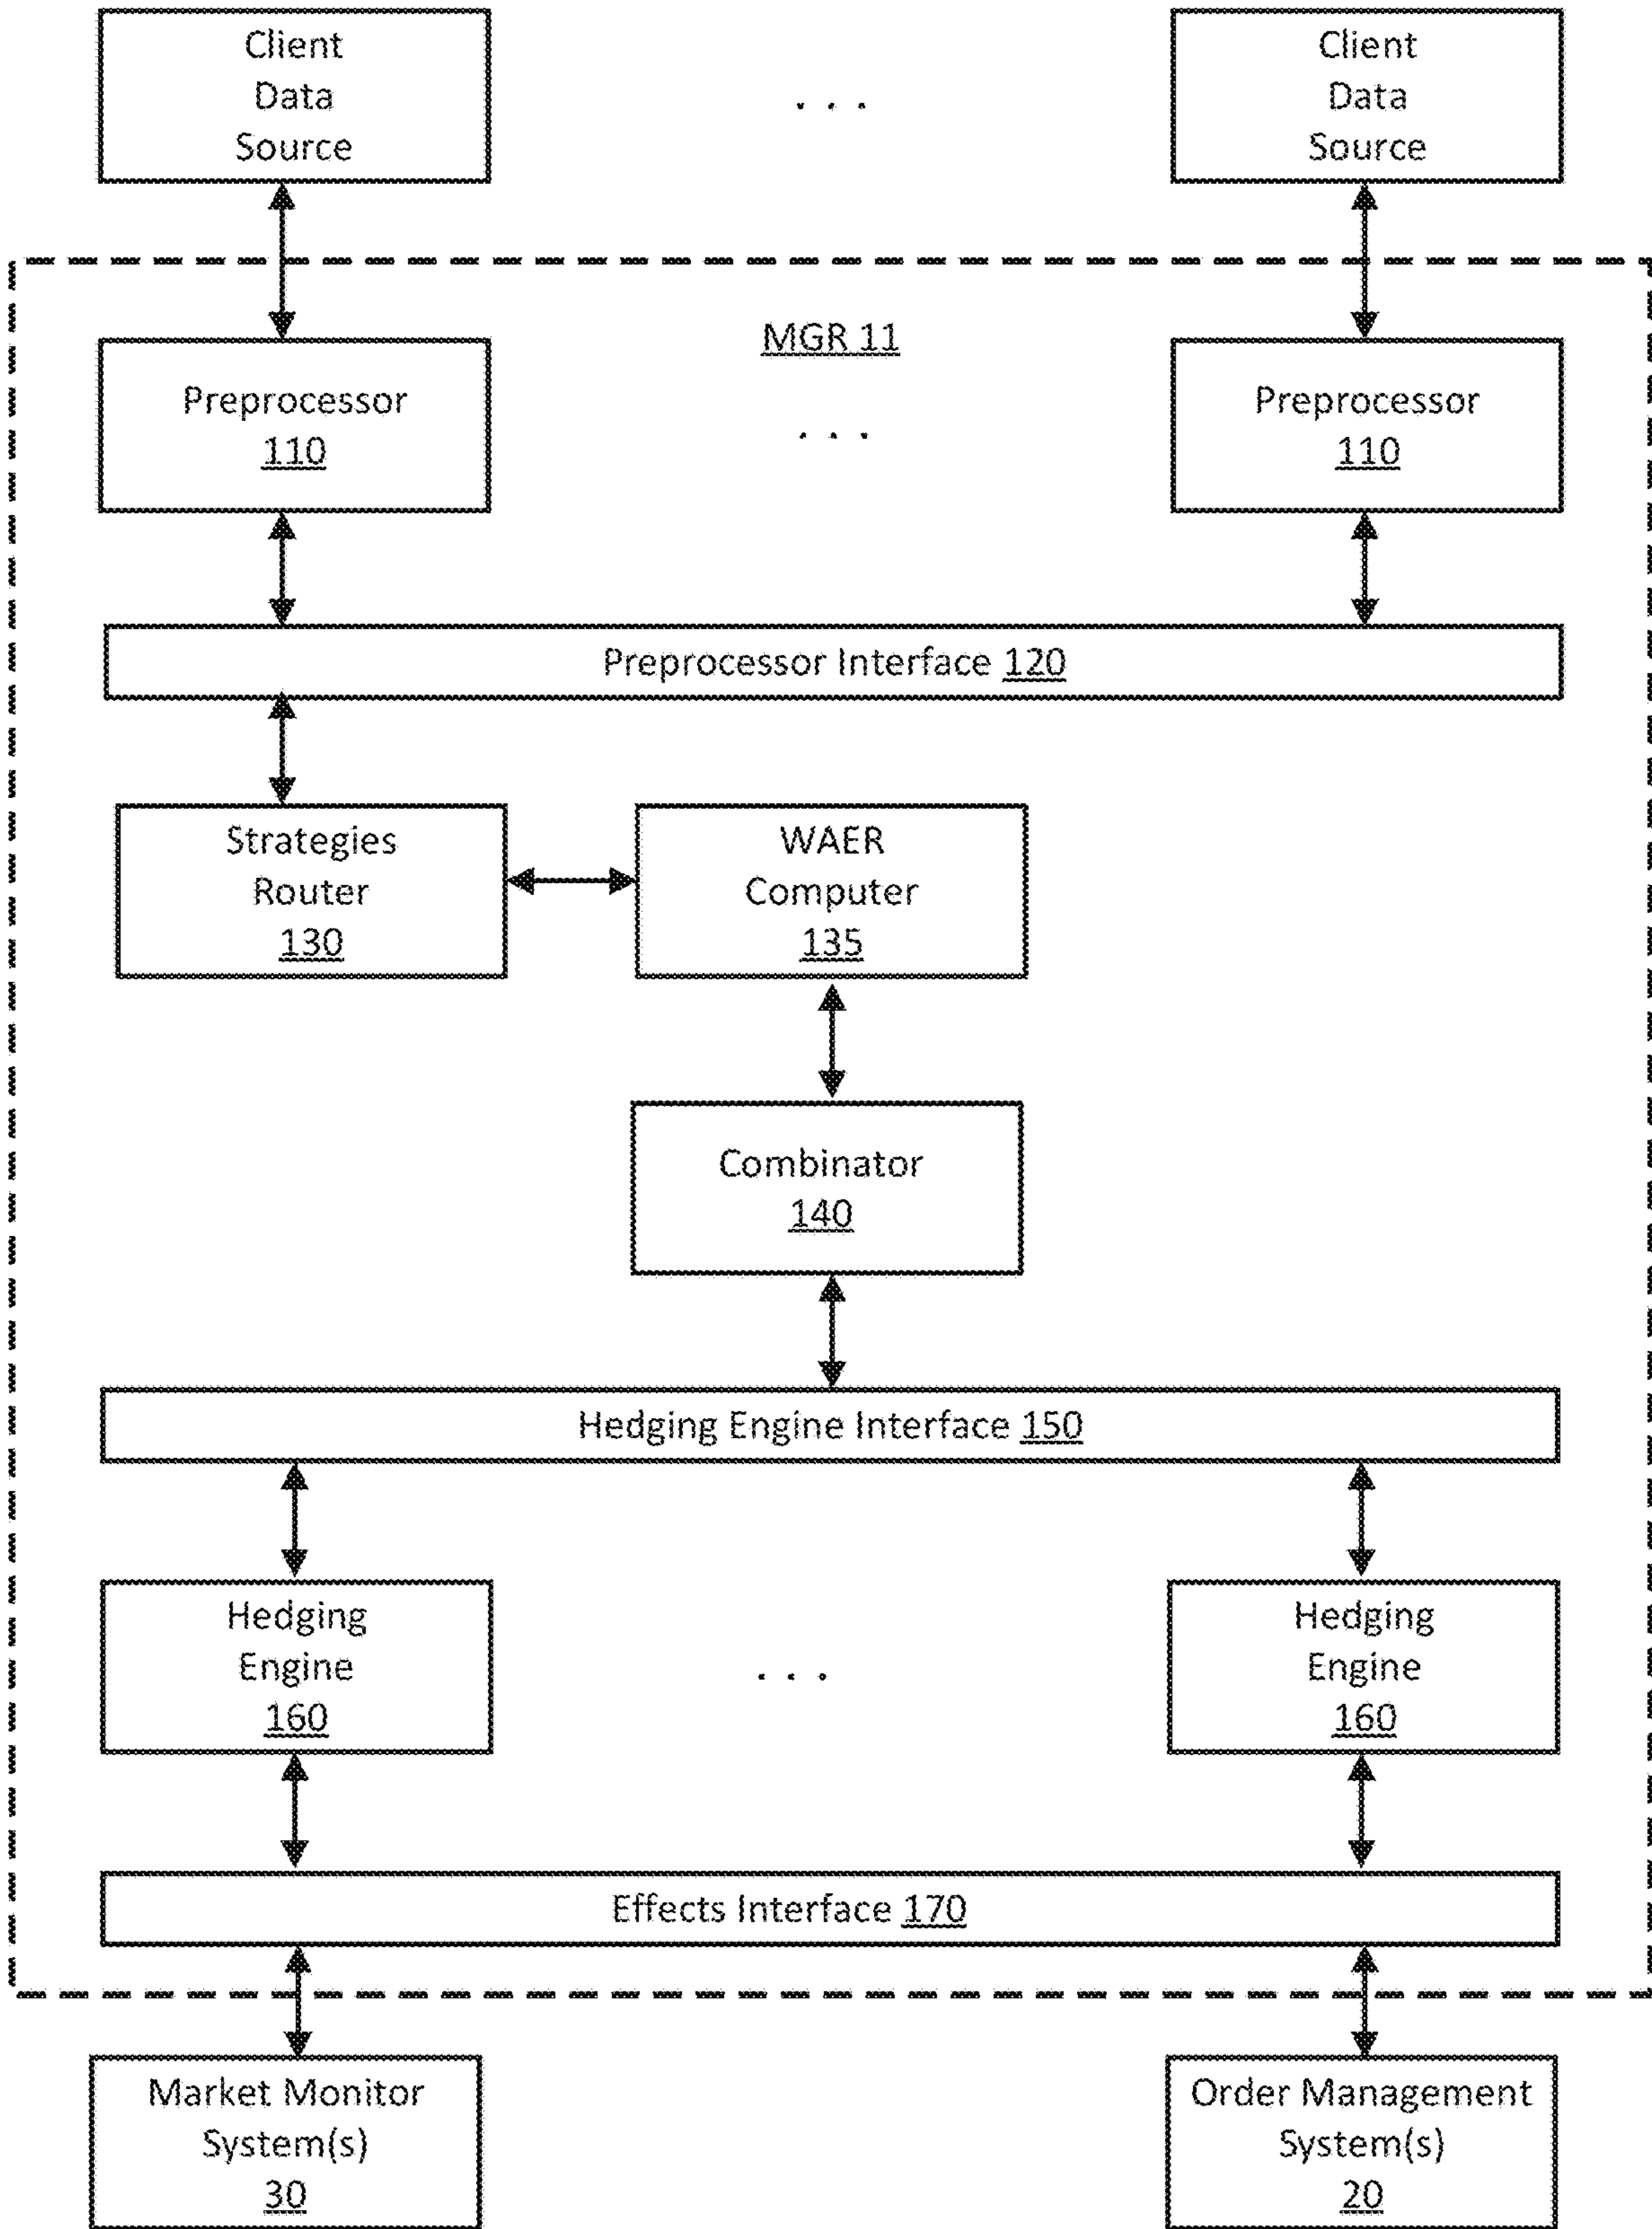 Client
Data
Source
. . .
Client
Data
Source
MGR 11
Preprocessor
110
. . .
Preprocessor
110
Preprocessor Interface 120
Strategies
Router
130
WAER
Computer
135
Combinator
140
Hedging Engine Interface 150
Hedging
Engine
160
. . .
Hedging
Engine
160
Effects Interface 170
Market Monitor
System(s)
30
Order Management
System(s)
20